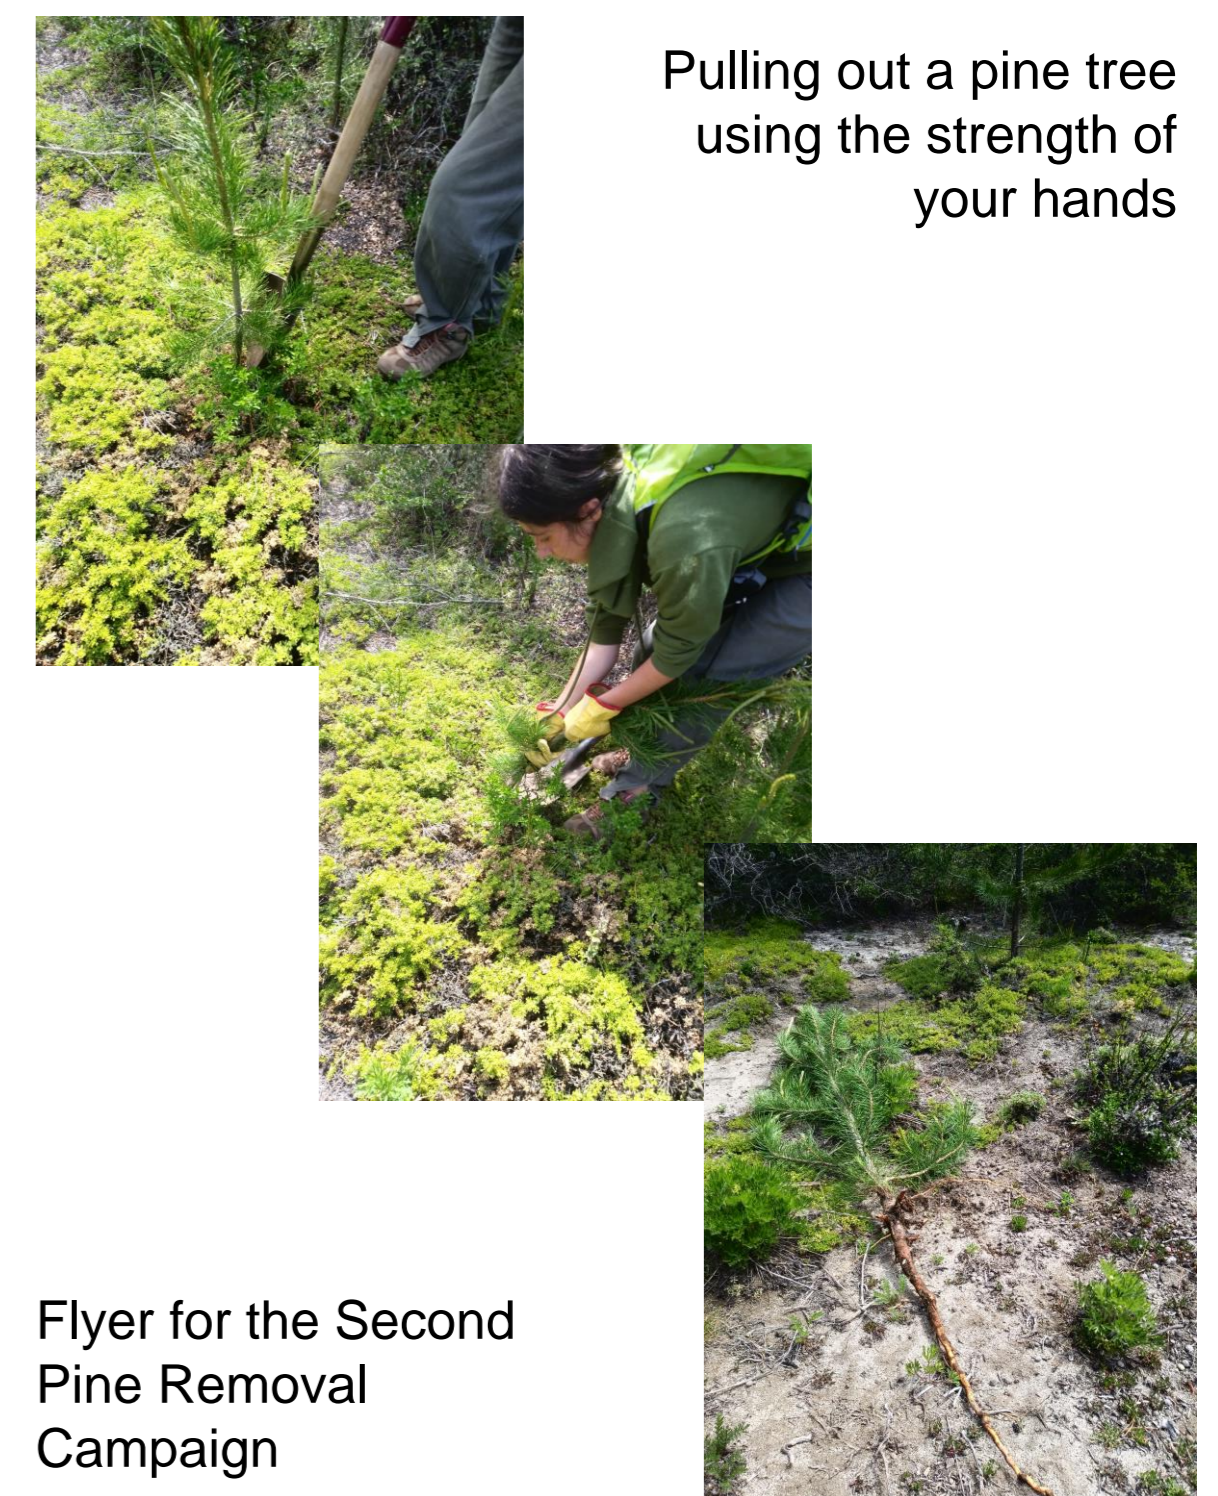 Pulling out a pine tree
using the strength of
your hands
Flyer for the Second
Pine Removal
Campaign